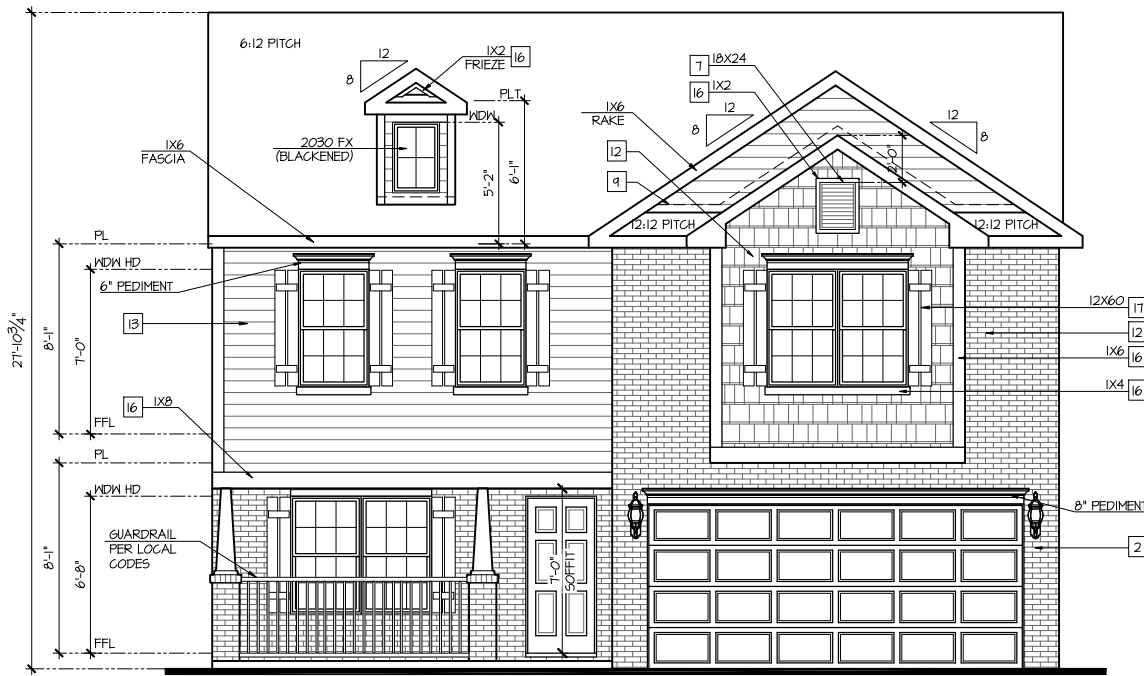 6:12 PITCH
12
8
1X2
FRIEZE
16
PLT
WDW
2030 FX
(BLACKENED)
5'-2"
6'-1"
1X6
FASCIA
7
18X24
16
1X2
1X6
RAKE
12
8
12
8
12
9
2'-0"
12:12 PITCH
12:12 PITCH
PL
WDW HD
6" PEDIMENT
13
27'-10 3/4"
8'-1"
7'-0"
12X60
17
12
1X6
16
1X4
16
16
1X8
FFL
PL
WDW HD
8" PEDIMENT
GUARDRAIL
PER LOCAL
CODES
8'-1"
6'-8"
7'-0"
SOFFIT
2
FFL